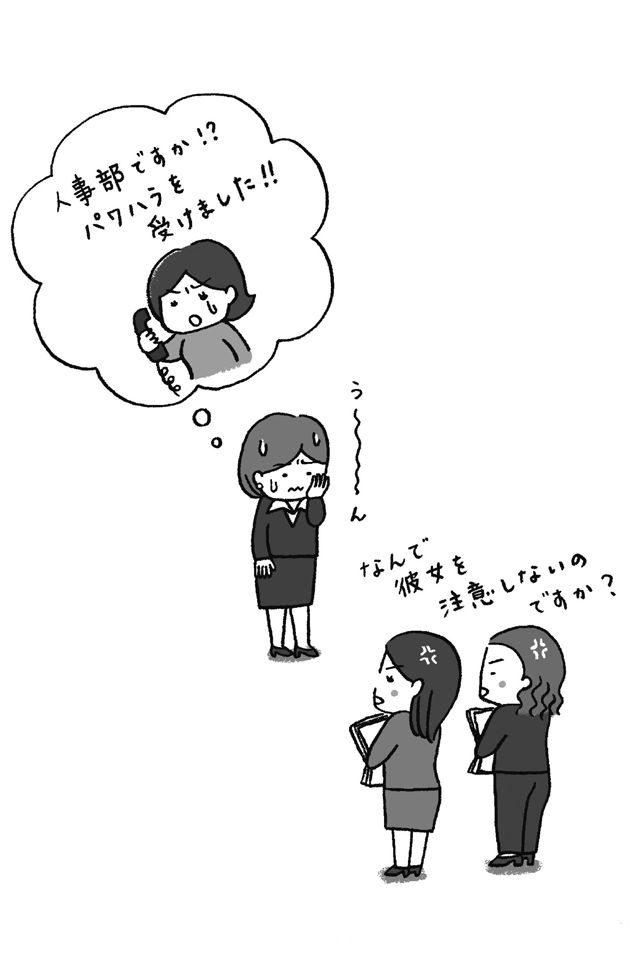 人事部ですか!?
パワハラを
受けました!!
う〜〜〜〜ん
なんで
彼女を
注意しないの
ですか?